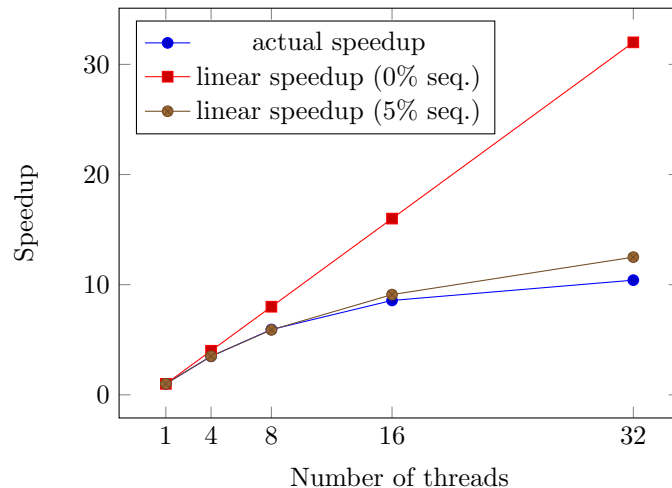 actual speedup
linear speedup (0% seq.)
linear speedup (5% seq.)
30
20
10
0
Speedup
1 4 8 16 32
Number of threads